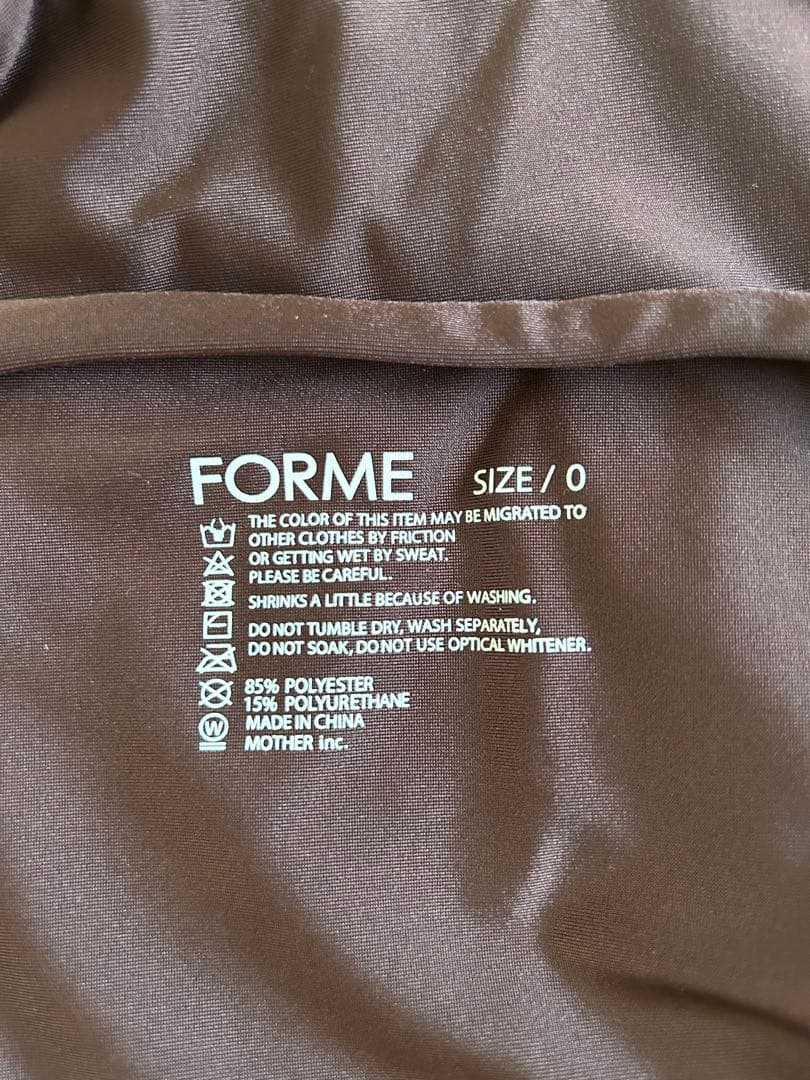 FORME SIZE / 0
THE COLOR OF THIS ITEM MAY BE MIGRATED TO
OTHER CLOTHES BY FRICTION
OR GETTING WET BY SWEAT.
PLEASE BE CAREFUL.
SHRINKS A LITTLE BECAUSE OF WASHING.
DO NOT TUMBLE DRY, WASH SEPARATELY,
DO NOT SOAK, DO NOT USE OPTICAL WHITENER.
85% POLYESTER
15% POLYURETHANE
W MADE IN CHINA
MOTHER inc.